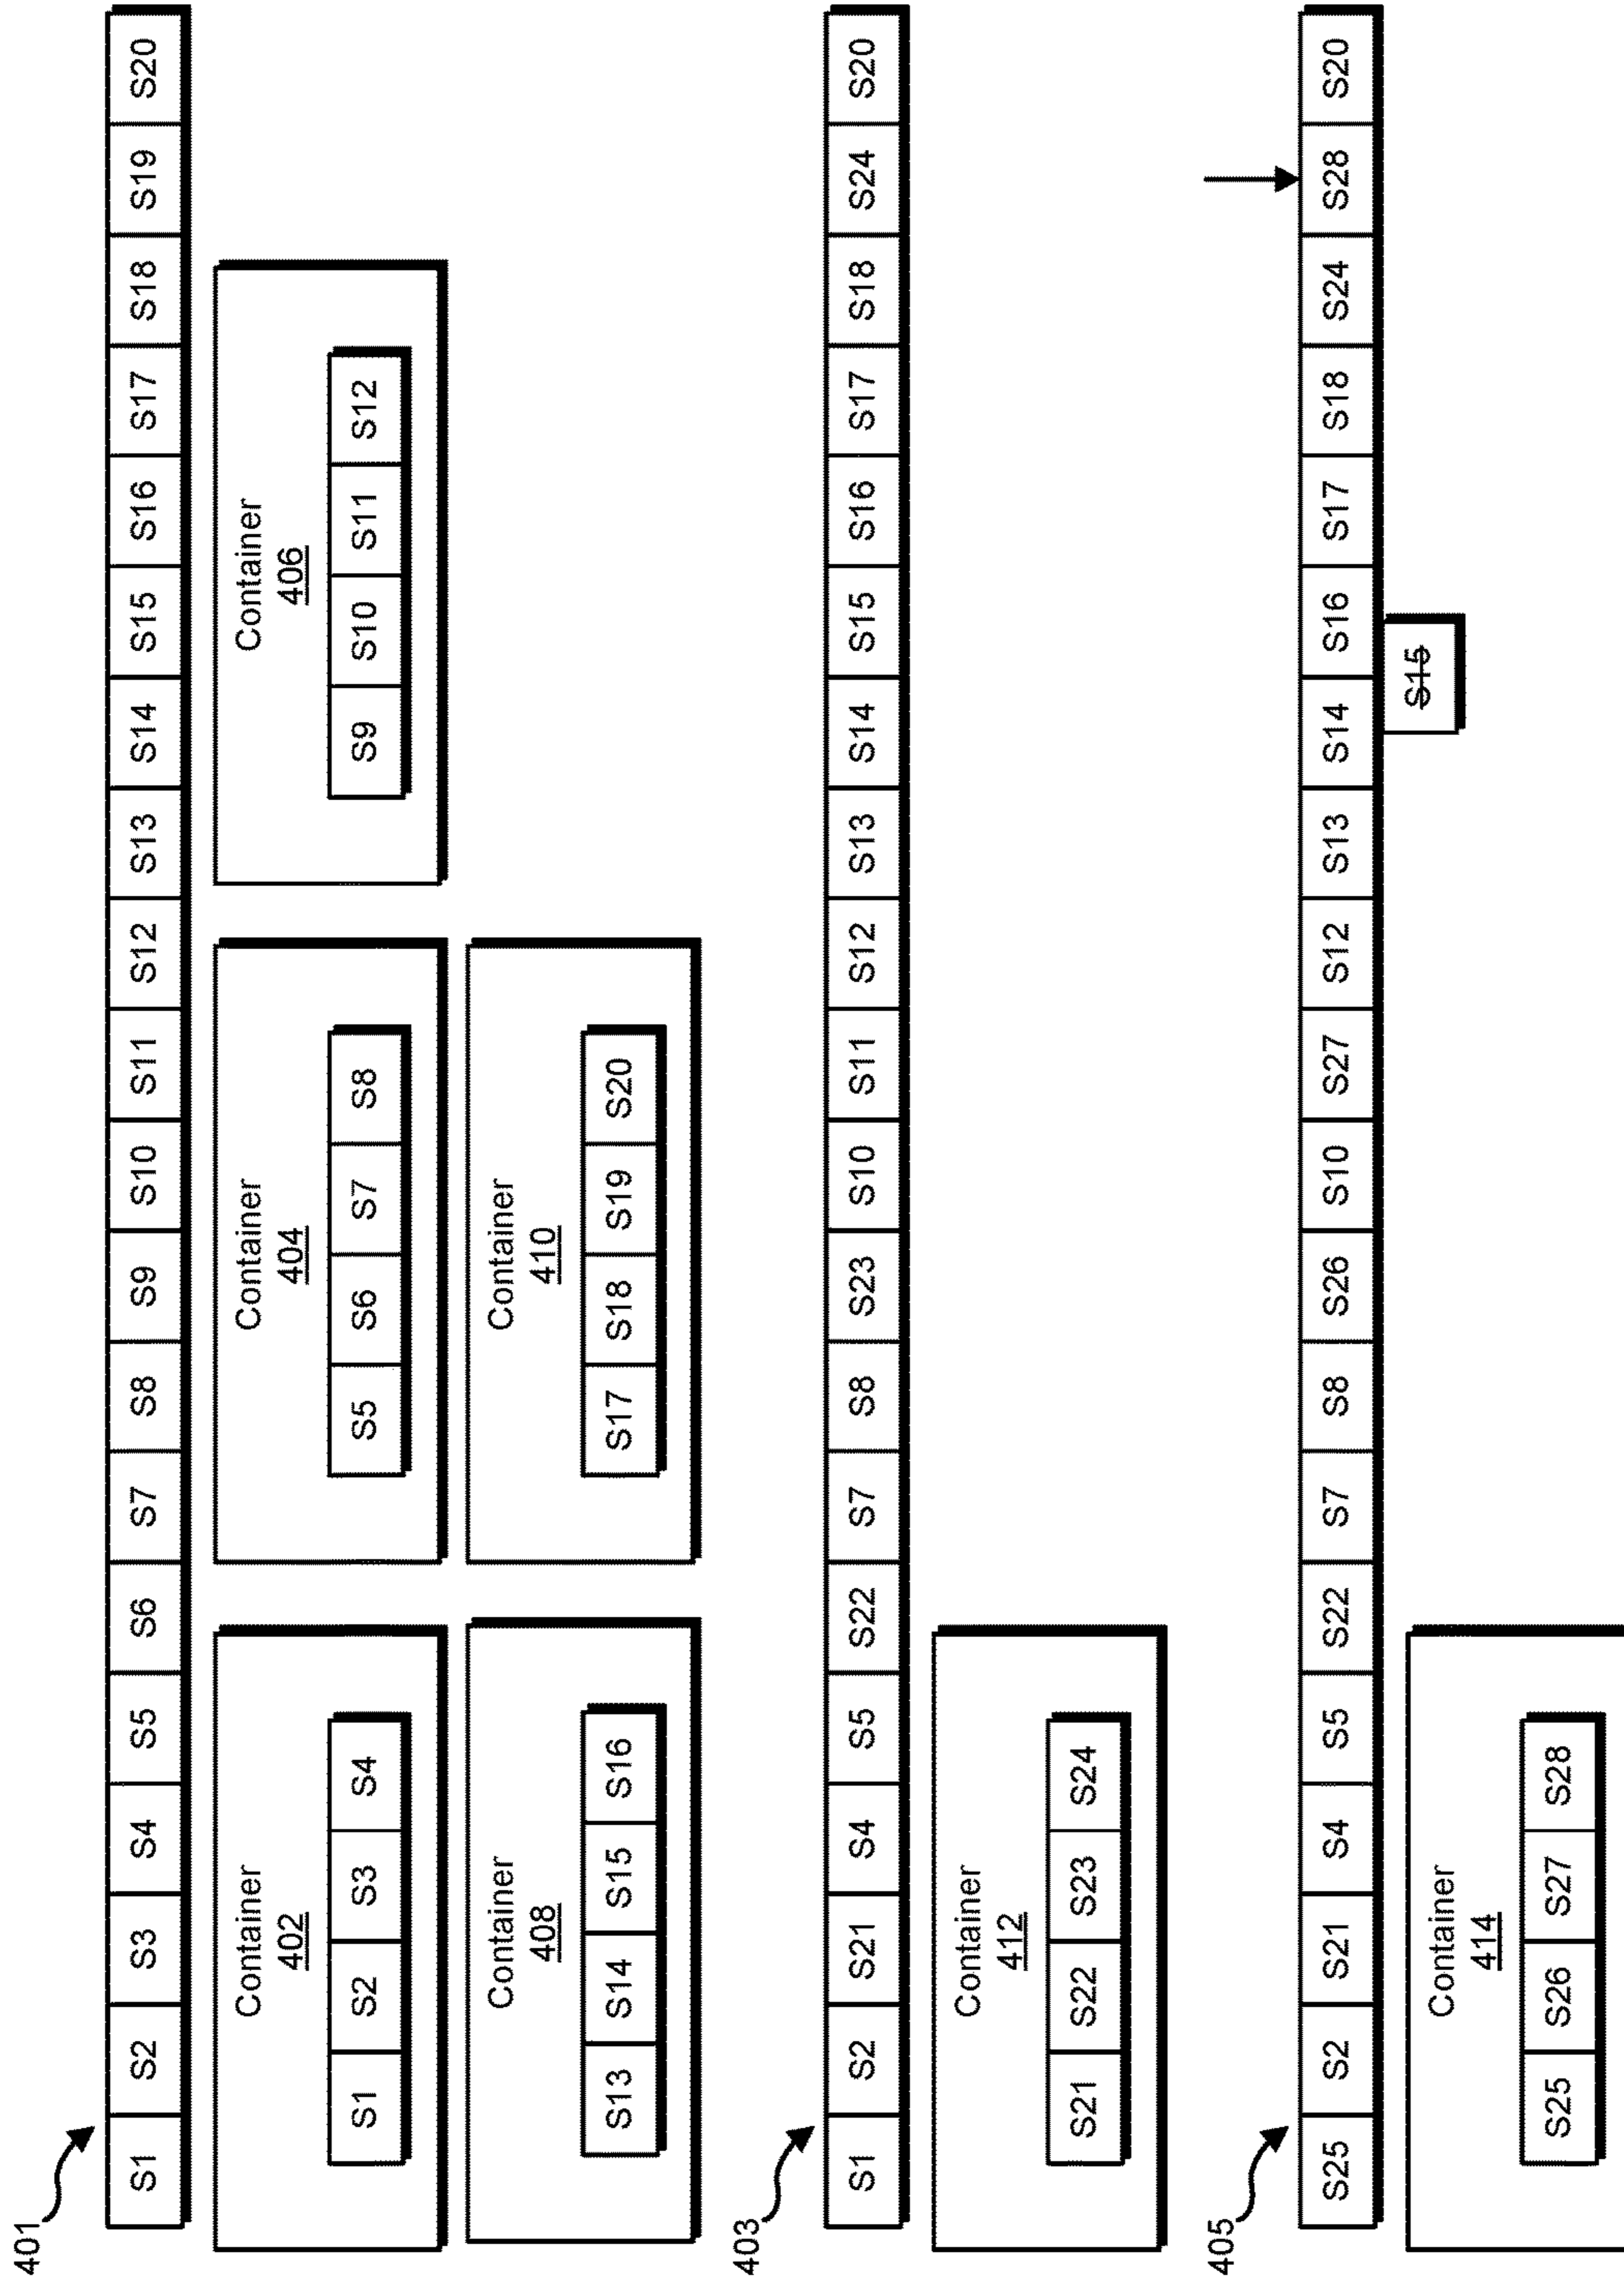 401
S1 S2 S3 S4 S5 S6 S7 S8 S9 S10 S11 S12 S13 S14 S15 S16 S17 S18 S19 S20
Container
402
S1 S2 S3 S4
Container
404
S5 S6 S7 S8
Container
406
S9 S10 S11 S12
Container
408
S13 S14 S15 S16
Container
410
S17 S18 S19 S20
403
S1 S2 S21 S4 S5 S22 S7 S8 S23 S10 S11 S12 S13 S14 S15 S16 S17 S18 S24 S20
Container
412
S21 S22 S23 S24
405
S25 S2 S21 S4 S5 S22 S7 S8 S26 S10 S27 S12 S13 S14 S16 S17 S18 S24 S28 S20
S15
Container
414
S25 S26 S27 S28